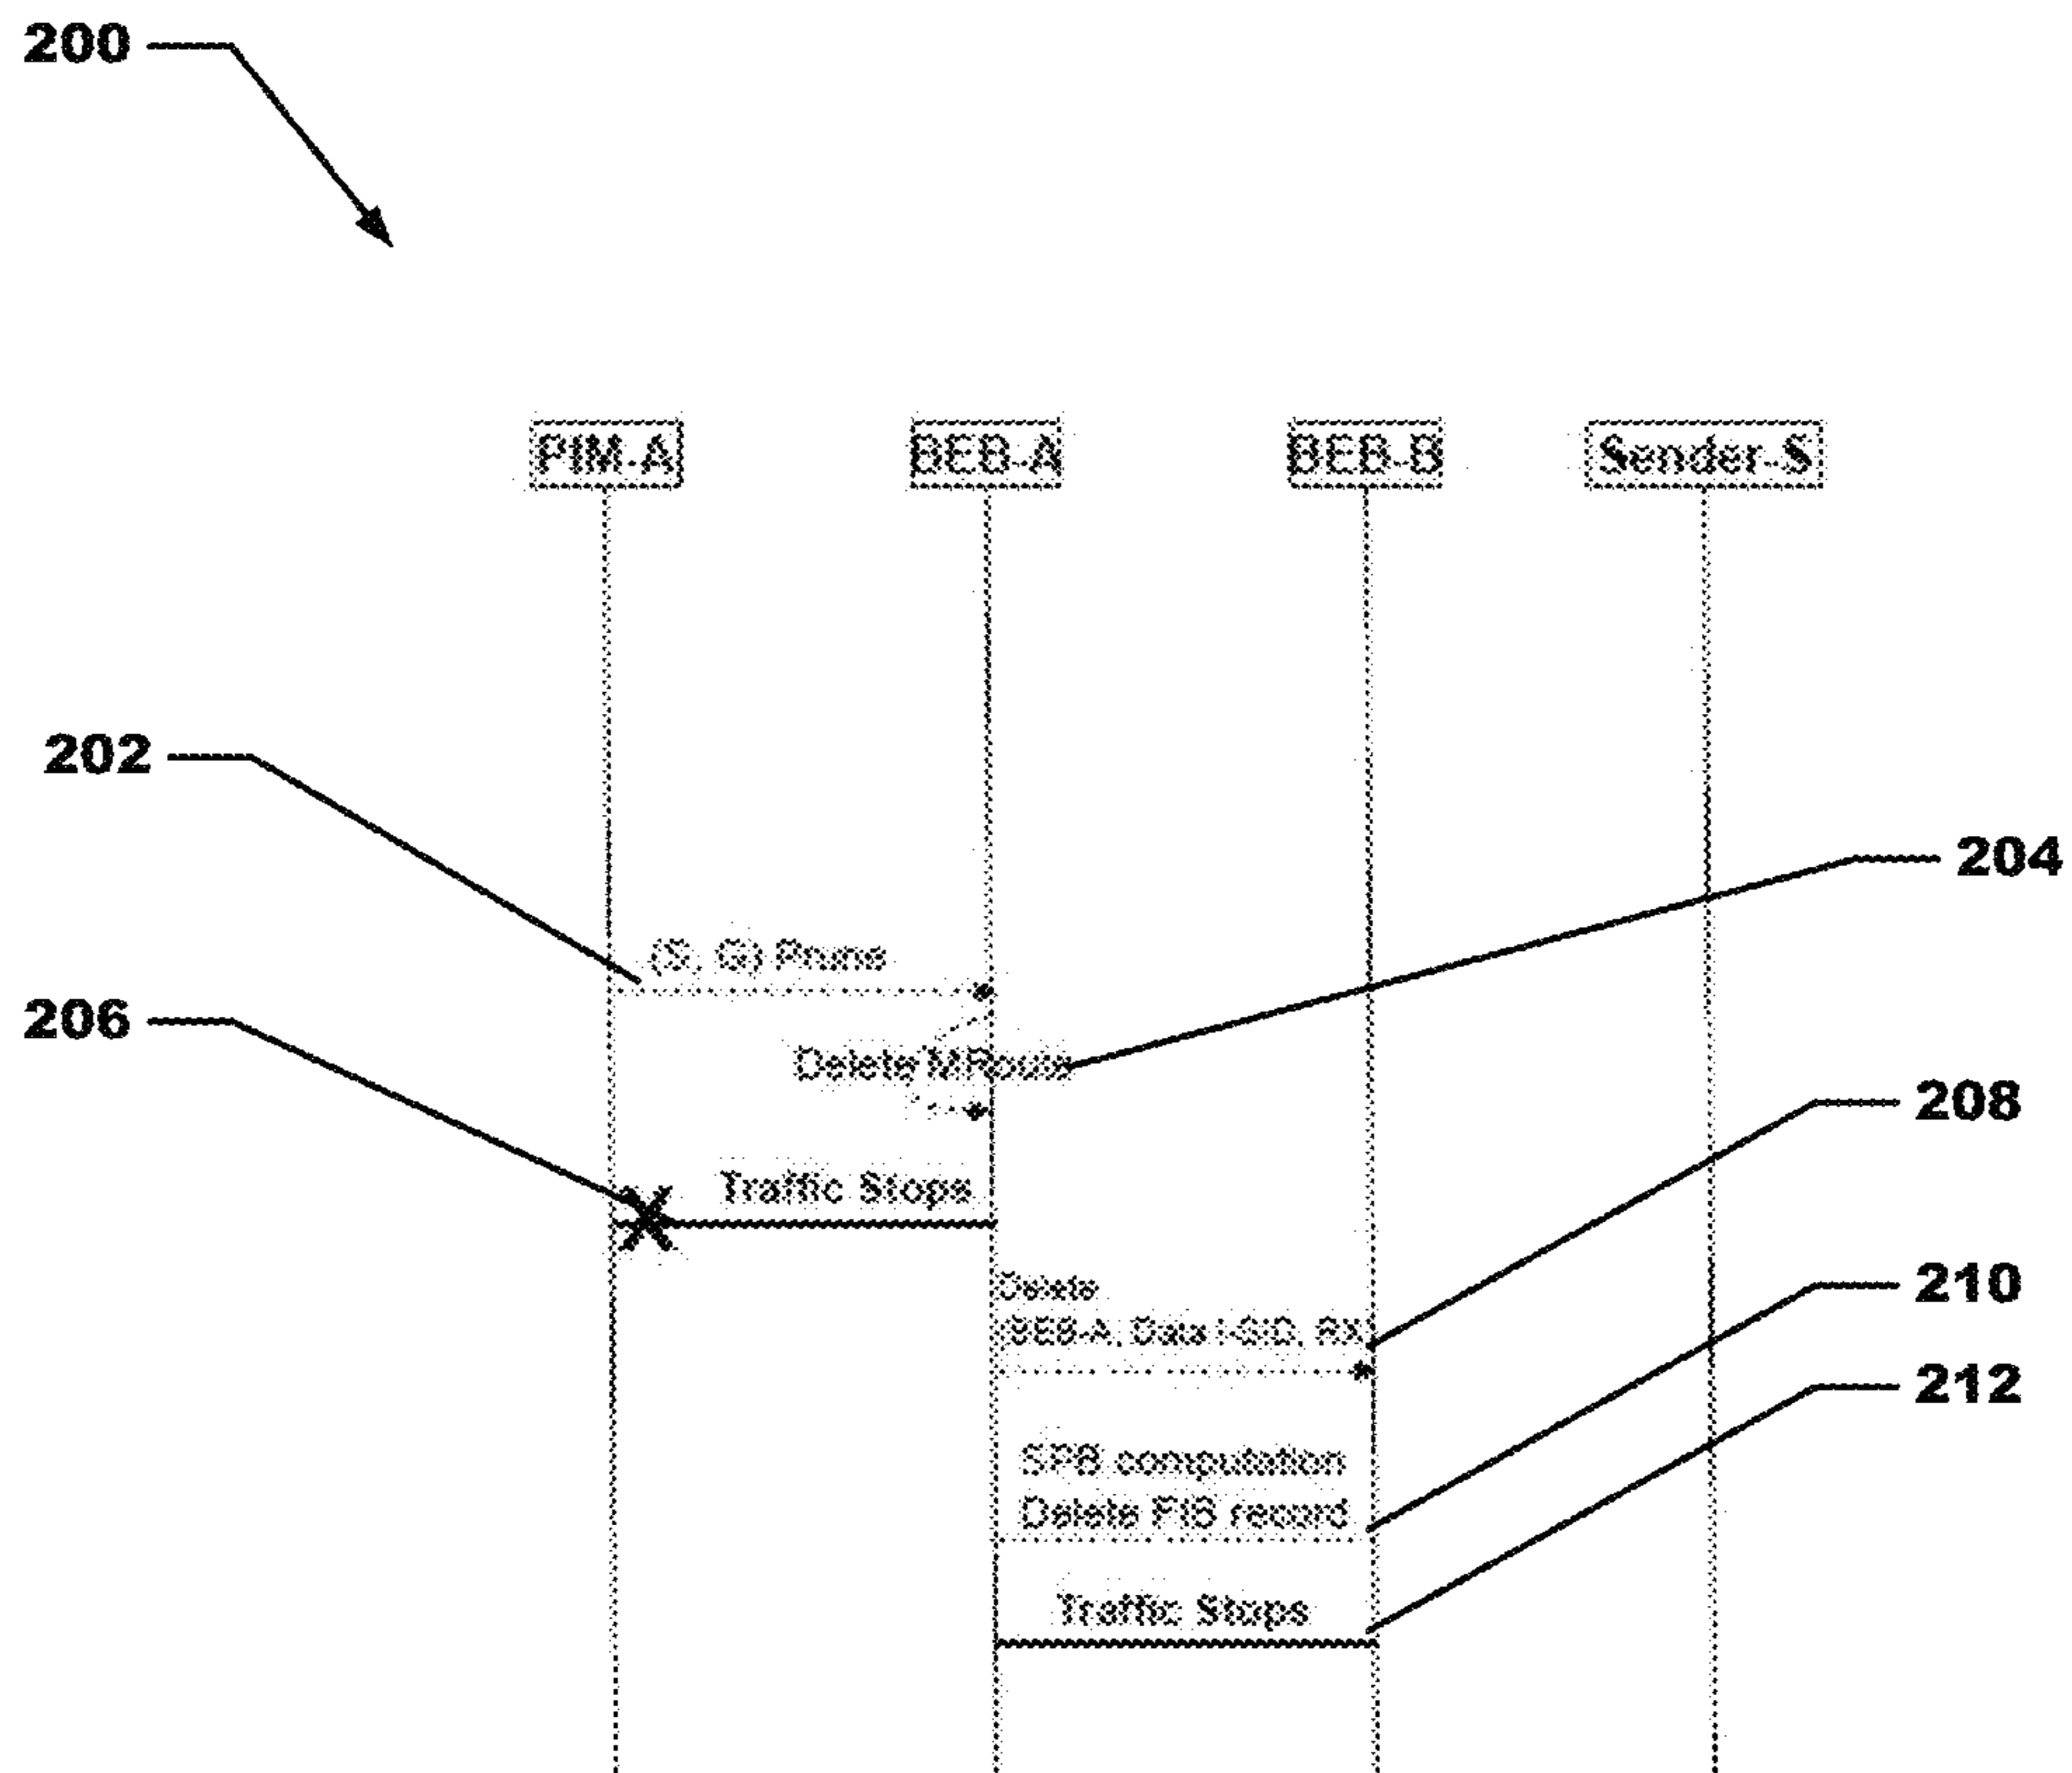 200
PIM-A BEB-A BEB-B Sender-S
202
204
(S, G) Prune
206
Delete MRoute
208
Traffic Stops
210
Delete
(BEB-A, Data I-SID, RX)
212
SPB computation
Delete FIB record
Traffic Stops